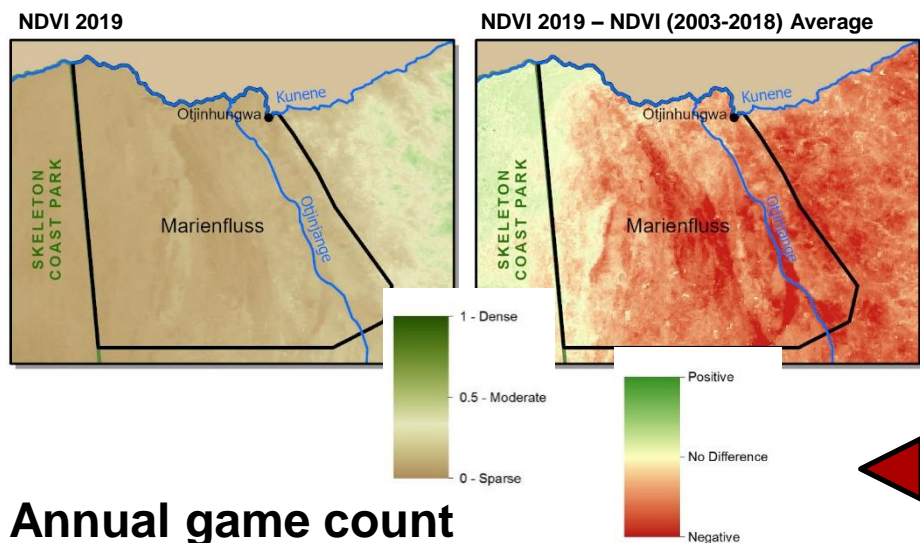 NDVI 2019
NDVI 2019 – NDVI (2003-2018) Average
Kunene
Otjinhungwa
SKELETON
COAST PARK
Marienfluss
Otjinjange
Kunene
Otjinhungwa
SKELETON
COAST PARK
Marienfluss
Otjinjange
1 - Dense
0.5 - Moderate
0 - Sparse
Positive
No Difference
Negative
Annual game count